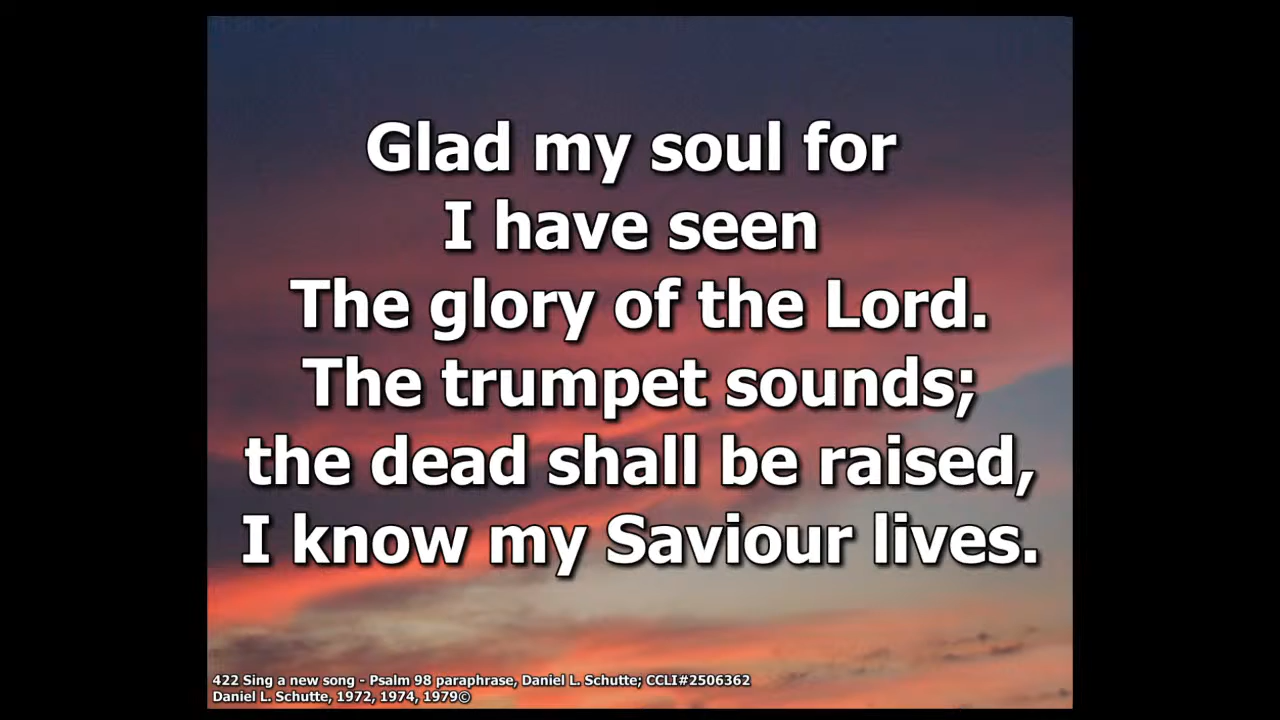 Glad my soul for
I have seen
The glory of the Lord.
The trumpet sounds;
the dead shall be raised,
I know my Saviour lives.
422 Sing a new song - Psalm 98 paraphrase, Daniel L. Schutte; CCLI#2506362
Daniel L. Schutte, 1972, 1974, 1979©